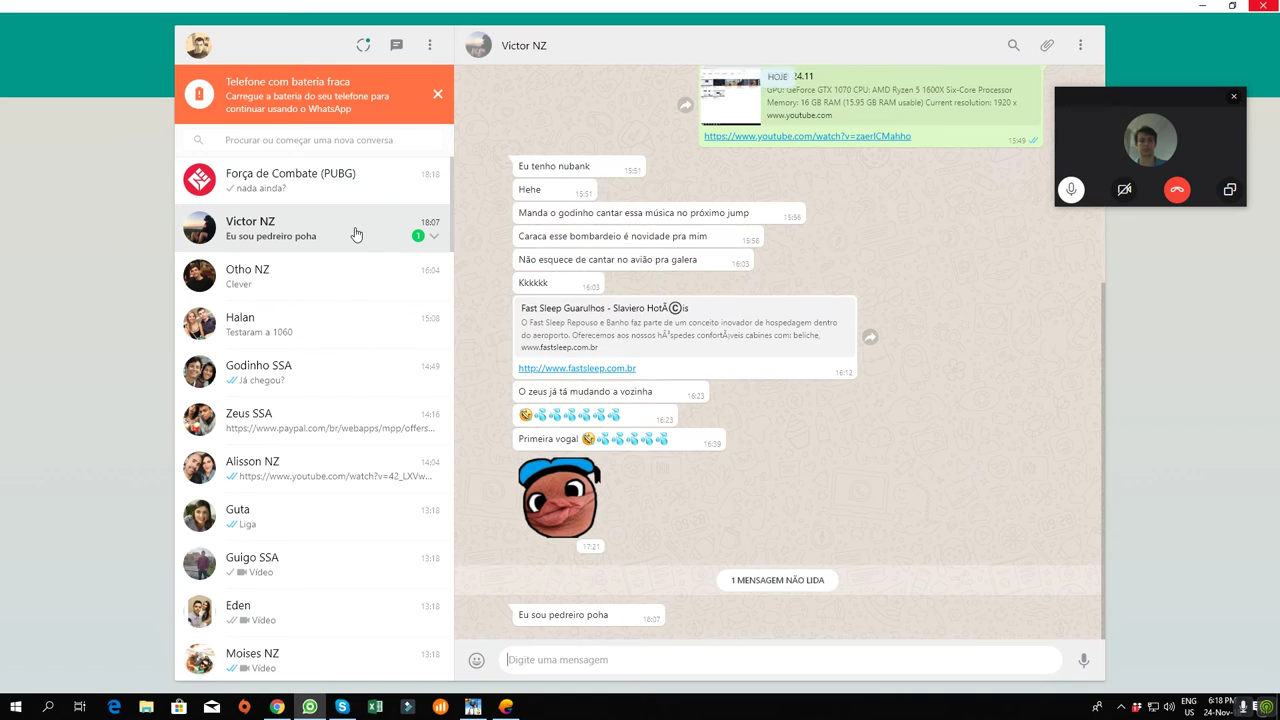 Telefone com bateria fraca
Carregue a bateria do seu telefone para
continuar usando o WhatsApp
Procurar ou começar uma nova conversa
Força de Combate (PUBG) 18:18
nada ainda?
Victor NZ 18:07
Eu sou pedreiro poha 1
Otho NZ 16:04
Clever
Halan 15:08
Testaram a 1060
Godinho SSA 14:49
Já chegou?
Zeus SSA 14:16
https://www.paypal.com/br/webapps/mpp/offers...
Alisson NZ 14:04
https://www.youtube.com/watch?v=42_LXVw...
Guta 13:18
Liga
Guigo SSA 13:18
Vídeo
Eden 13:18
Vídeo
Moises NZ 13:18
Vídeo
Victor NZ
HOJE 24.11
GPU: GeForce GTX 1070 CPU: AMD Ryzen 5 1600X Six-Core Processor
Memory: 16 GB RAM (15.95 GB RAM usable) Current resolution: 1920 x
www.youtube.com
https://www.youtube.com/watch?v=zaerICMahho 15:49
Eu tenho nubank 15:51
Hehe 15:51
Manda o godinho cantar essa música no próximo jump 15:56
Caraca esse bombardeio é novidade pra mim 15:58
Não esquece de cantar no avião pra galera 16:03
Kkkkkk 16:03
Fast Sleep Guarulhos - Slaviero HotÃ©is
O Fast Sleep Repouso e Banho faz parte de um conceito inovador de hospedagem dentro
do aeroporto. Oferecemos aos nossos hÃ³spedes confortÃ¡veis cabines com: beliche,
www.fastsleep.com.br
http://www.fastsleep.com.br 16:12
O zeus já tá mudando a vozinha 16:23
16:23
Primeira vogal 16:39
17:21
1 MENSAGEM NÃO LIDA
Eu sou pedreiro poha 18:07
Digite uma mensagem
ENG 6:18 PM
US 24-Nov-